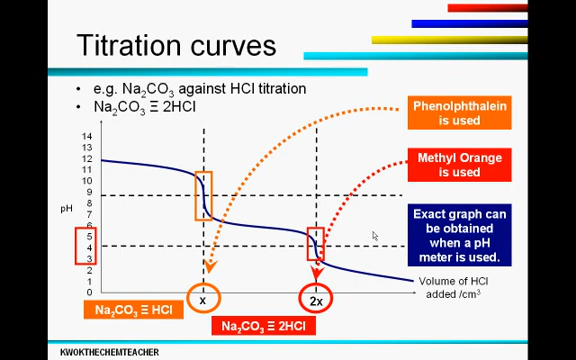 Titration curves
• e.g. Na₂CO₃ against HCl titration
• Na₂CO₃ Ξ 2HCl
Phenolphthalein
is used
Methyl Orange
is used
Exact graph can
be obtained
when a pH
meter is used.
pH
14
13
12
11
10
9
8
7
6
5
4
3
2
1
0
x
2x
Volume of HCl
added /cm³
Na₂CO₃ Ξ HCl
Na₂CO₃ Ξ 2HCl
KWOKTHECHEMTEACHER